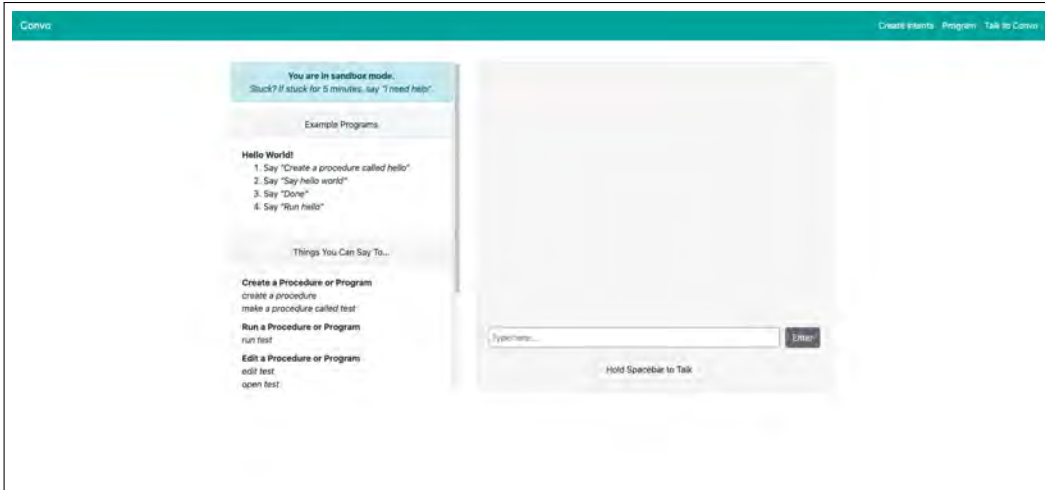 Convo
Create Intents Program Talk to Convo
You are in sandbox mode.
Stuck? If stuck for 5 minutes, say "I need help".
Example Programs
Hello World!
1. Say "Create a procedure called hello"
2. Say "Say hello world"
3. Say "Done"
4. Say "Run hello"
Things You Can Say To...
Create a Procedure or Program
create a procedure
make a procedure called test
Run a Procedure or Program
run test
Edit a Procedure or Program
edit test
open test
Type here...
Enter
Hold Spacebar to Talk